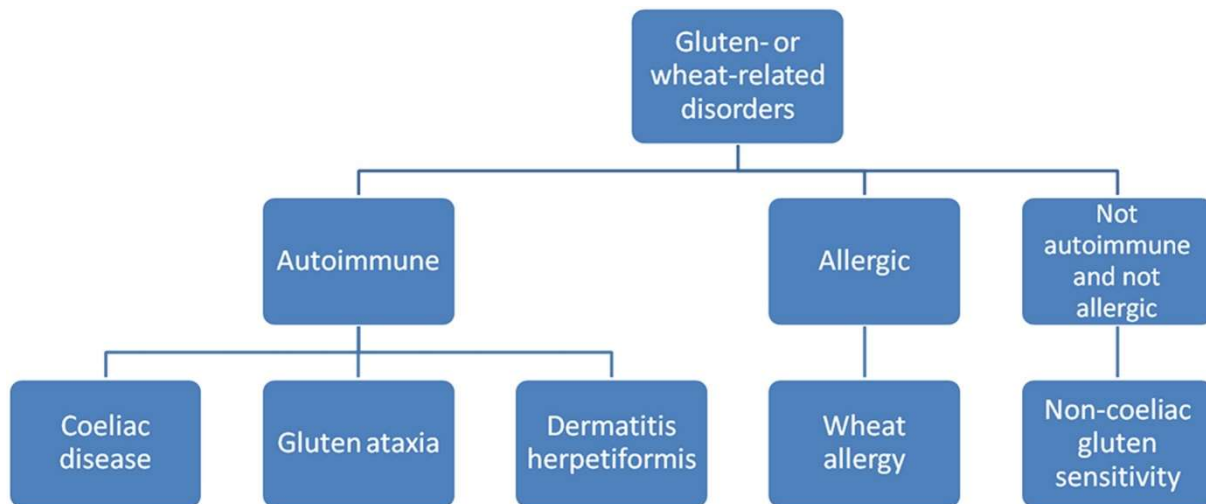 Gluten- or
wheat-related
disorders
Autoimmune
Allergic
Not
autoimmune
and not
allergic
Coeliac
disease
Gluten ataxia
Dermatitis
herpetiformis
Wheat
allergy
Non-coeliac
gluten
sensitivity